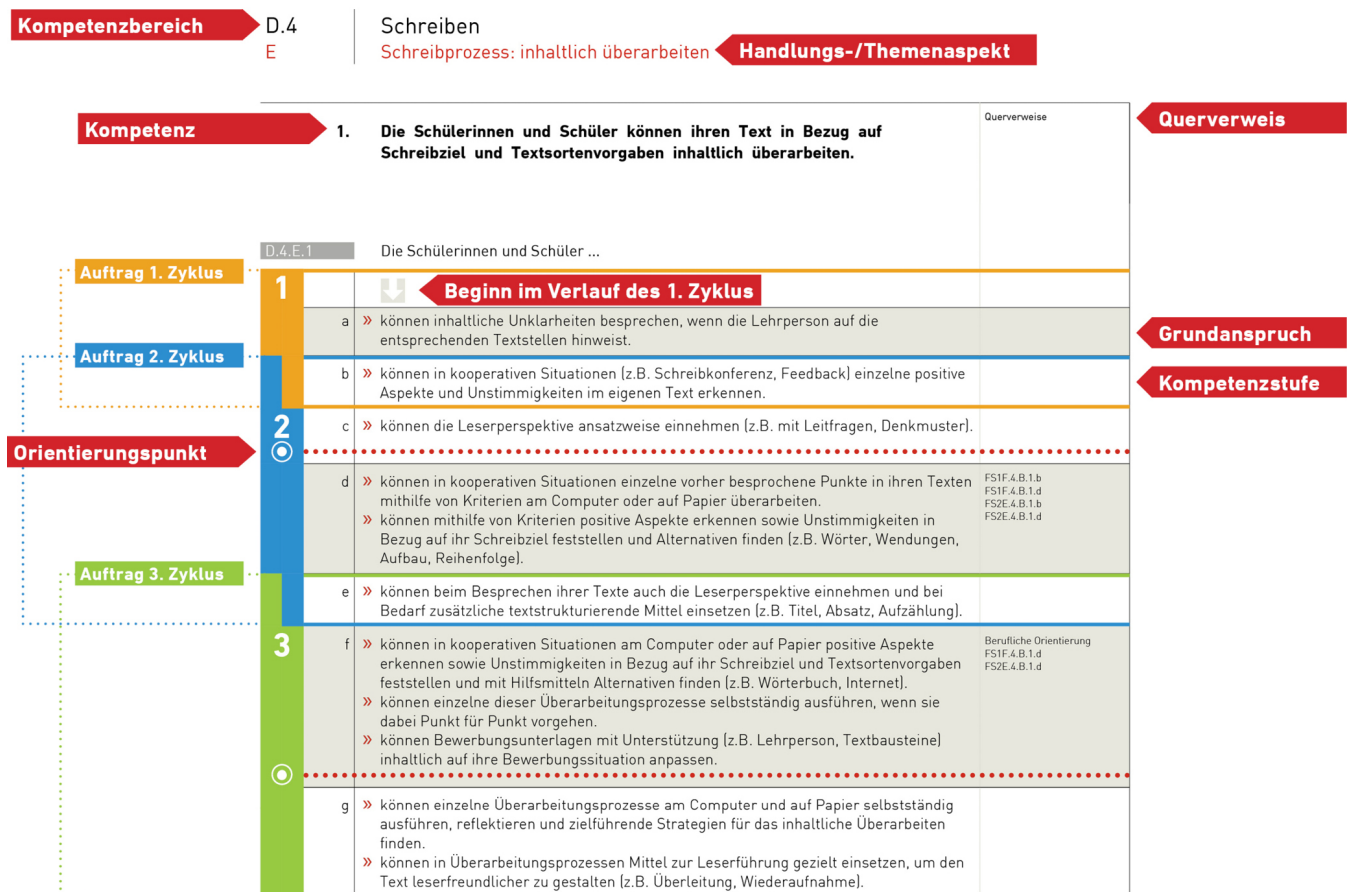 Kompetenzbereich
D.4
Schreiben
E
Schreibprozess: inhaltlich überarbeiten
Handlungs-/Themenaspekt
Kompetenz
1.
Die Schülerinnen und Schüler können ihren Text in Bezug auf
Schreibziel und Textsortenvorgaben inhaltlich überarbeiten.
Querverweise
Querverweis
D.4.E.1
Die Schülerinnen und Schüler ...
Auftrag 1. Zyklus
1
Beginn im Verlauf des 1. Zyklus
a
» können inhaltliche Unklarheiten besprechen, wenn die Lehrperson auf die
entsprechenden Textstellen hinweist.
Grundanspruch
Auftrag 2. Zyklus
b
» können in kooperativen Situationen (z.B. Schreibkonferenz, Feedback) einzelne positive
Aspekte und Unstimmigkeiten im eigenen Text erkennen.
Kompetenzstufe
2
c
» können die Leserperspektive ansatzweise einnehmen (z.B. mit Leitfragen, Denkmuster).
Orientierungspunkt
d
» können in kooperativen Situationen einzelne vorher besprochene Punkte in ihren Texten
mithilfe von Kriterien am Computer oder auf Papier überarbeiten.
» können mithilfe von Kriterien positive Aspekte erkennen sowie Unstimmigkeiten in
Bezug auf ihr Schreibziel feststellen und Alternativen finden (z.B. Wörter, Wendungen,
Aufbau, Reihenfolge).
FS1F.4.B.1.b
FS1F.4.B.1.d
FS2E.4.B.1.b
FS2E.4.B.1.d
Auftrag 3. Zyklus
e
» können beim Besprechen ihrer Texte auch die Leserperspektive einnehmen und bei
Bedarf zusätzliche textstrukturierende Mittel einsetzen (z.B. Titel, Absatz, Aufzählung).
3
f
» können in kooperativen Situationen am Computer oder auf Papier positive Aspekte
erkennen sowie Unstimmigkeiten in Bezug auf ihr Schreibziel und Textsortenvorgaben
feststellen und mit Hilfsmitteln Alternativen finden (z.B. Wörterbuch, Internet).
» können einzelne dieser Überarbeitungsprozesse selbstständig ausführen, wenn sie
dabei Punkt für Punkt vorgehen.
» können Bewerbungsunterlagen mit Unterstützung (z.B. Lehrperson, Textbausteine)
inhaltlich auf ihre Bewerbungssituation anpassen.
Berufliche Orientierung
FS1F.4.B.1.d
FS2E.4.B.1.d
g
» können einzelne Überarbeitungsprozesse am Computer und auf Papier selbstständig
ausführen, reflektieren und zielführende Strategien für das inhaltliche Überarbeiten
finden.
» können in Überarbeitungsprozessen Mittel zur Leserführung gezielt einsetzen, um den
Text leserfreundlicher zu gestalten (z.B. Überleitung, Wiederaufnahme).